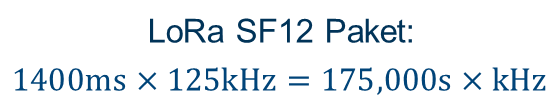 LoRa SF12 Paket:
1400ms × 125kHz = 175,000s × kHz